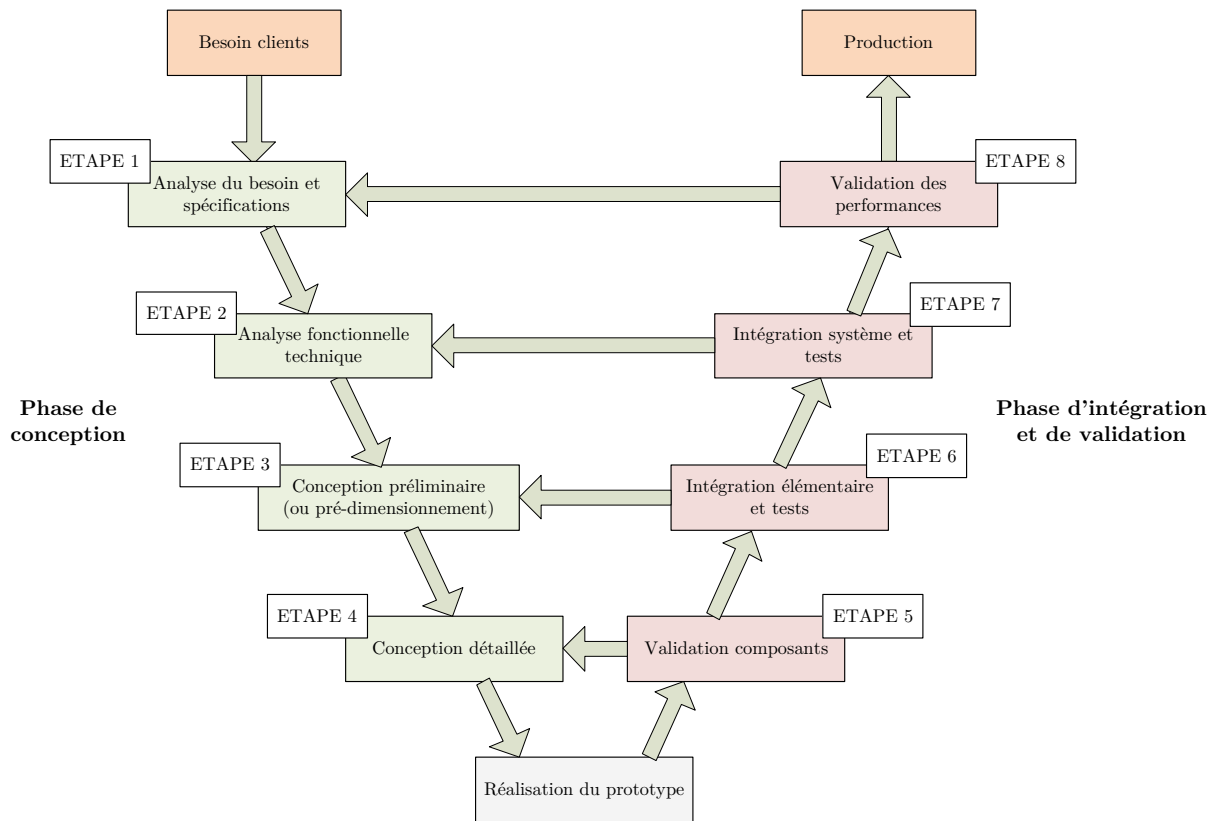 Besoin clients
Production
ETAPE 1
Analyse du besoin et
spécifications
ETAPE 8
Validation des
performances
ETAPE 2
Analyse fonctionnelle
technique
ETAPE 7
Intégration système et
tests
Phase de
conception
Phase d'intégration
et de validation
ETAPE 3
Conception préliminaire
(ou pré-dimensionnement)
ETAPE 6
Intégration élémentaire
et tests
ETAPE 4
Conception détaillée
ETAPE 5
Validation composants
Réalisation du prototype